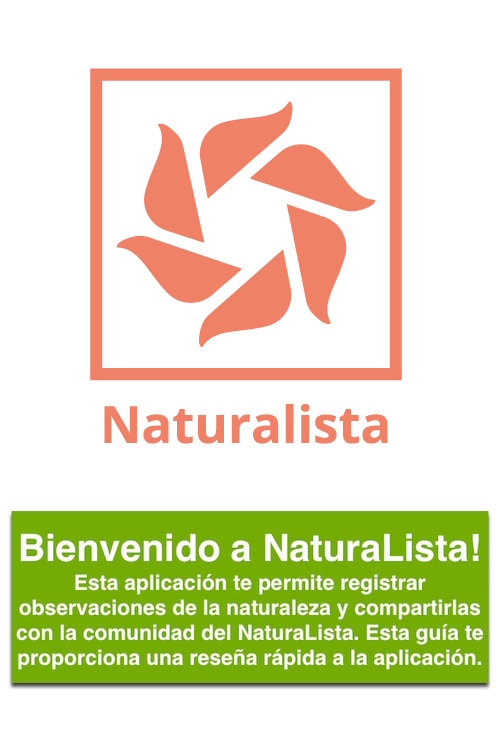 Naturalista
Bienvenido a NaturaLista!
Esta aplicación te permite registrar
observaciones de la naturaleza y compartirlas
con la comunidad del NaturaLista. Esta guía te
proporciona una reseña rápida a la aplicación.